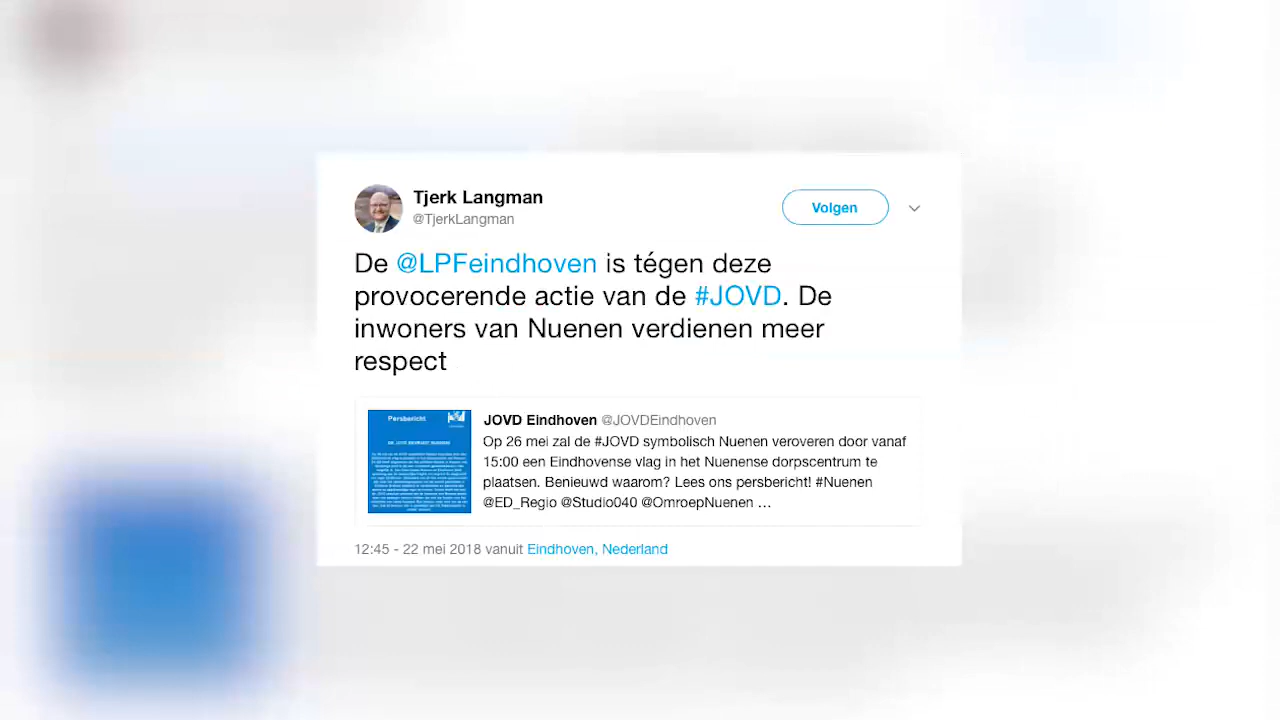 Tjerk Langman
@TjerkLangman
Volgen
De @LPFeindhoven is tégen deze
provocerende actie van de #JOVD. De
inwoners van Nuenen verdienen meer
respect
Persbericht
JOVD Eindhoven @JOVDEindhoven
Op 26 mei zal de #JOVD symbolisch Nuenen veroveren door vanaf
15:00 een Eindhovense vlag in het Nuenense dorpscentrum te
plaatsen. Benieuwd waarom? Lees ons persbericht! #Nuenen
@ED_Regio @Studio040 @OmroepNuenen …
12:45 - 22 mei 2018 vanuit Eindhoven, Nederland